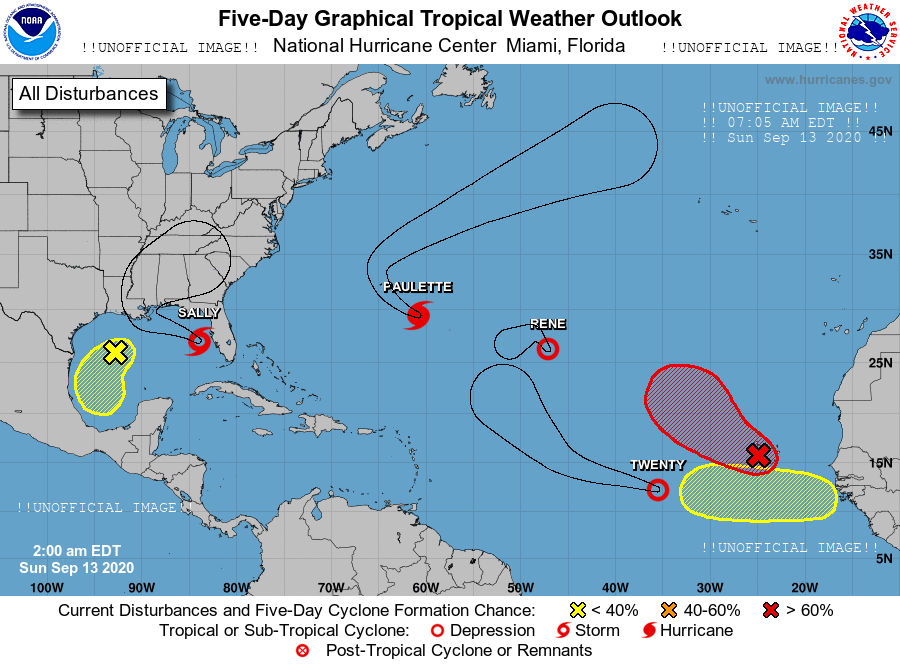 Five-Day Graphical Tropical Weather Outlook
!!UNOFFICIAL IMAGE!! National Hurricane Center Miami, Florida !!UNOFFICIAL IMAGE!!
NOAA
NATIONAL WEATHER SERVICE
All Disturbances
www.hurricanes.gov
!!UNOFFICIAL IMAGE!!
!! 07:05 AM EDT !!
!! Sun Sep 13 2020 !!
45N
35N
PAULETTE
SALLY
RENE
25N
TWENTY
15N
!!UNOFFICIAL IMAGE!!
!!UNOFFICIAL IMAGE!!
2:00 am EDT
Sun Sep 13 2020
5N
100W 90W 80W 70W 60W 50W 40W 30W 20W
Current Disturbances and Five-Day Cyclone Formation Chance: < 40% 40-60% > 60%
Tropical or Sub-Tropical Cyclone: Depression Storm Hurricane
Post-Tropical Cyclone or Remnants